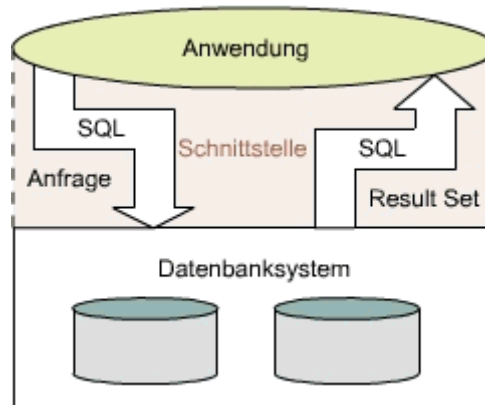 Anwendung
SQL
Schnittstelle
SQL
Anfrage
Result Set
Datenbanksystem